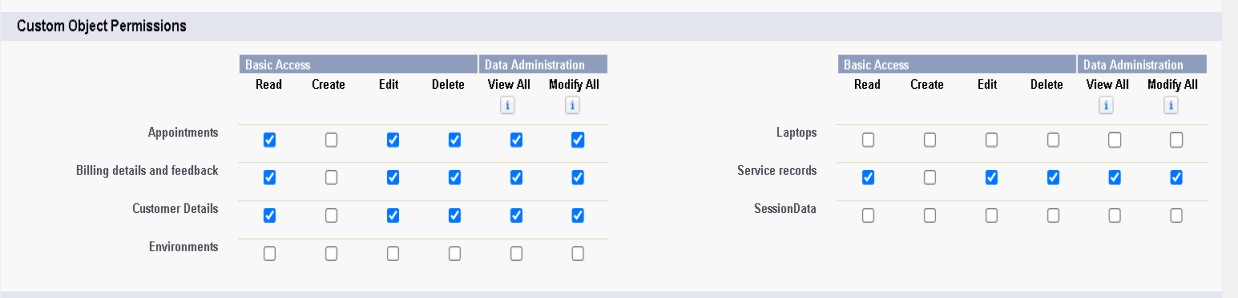 Custom Object Permissions
Basic Access Data Administration
Read Create Edit Delete View All Modify All
i i
Appointments
Billing details and feedback
Customer Details
Environments
Basic Access Data Administration
Read Create Edit Delete View All Modify All
i i
Laptops
Service records
SessionData